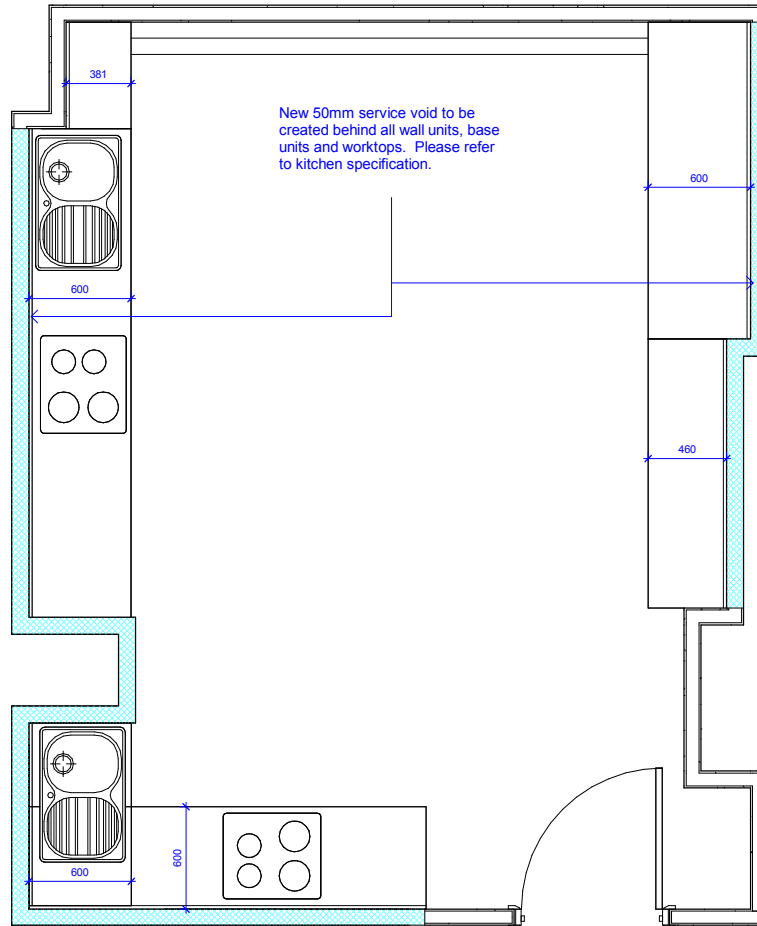 381
New 50mm service void to be
created behind all wall units, base
units and worktops. Please refer
to kitchen specification.
600
600
460
600
600